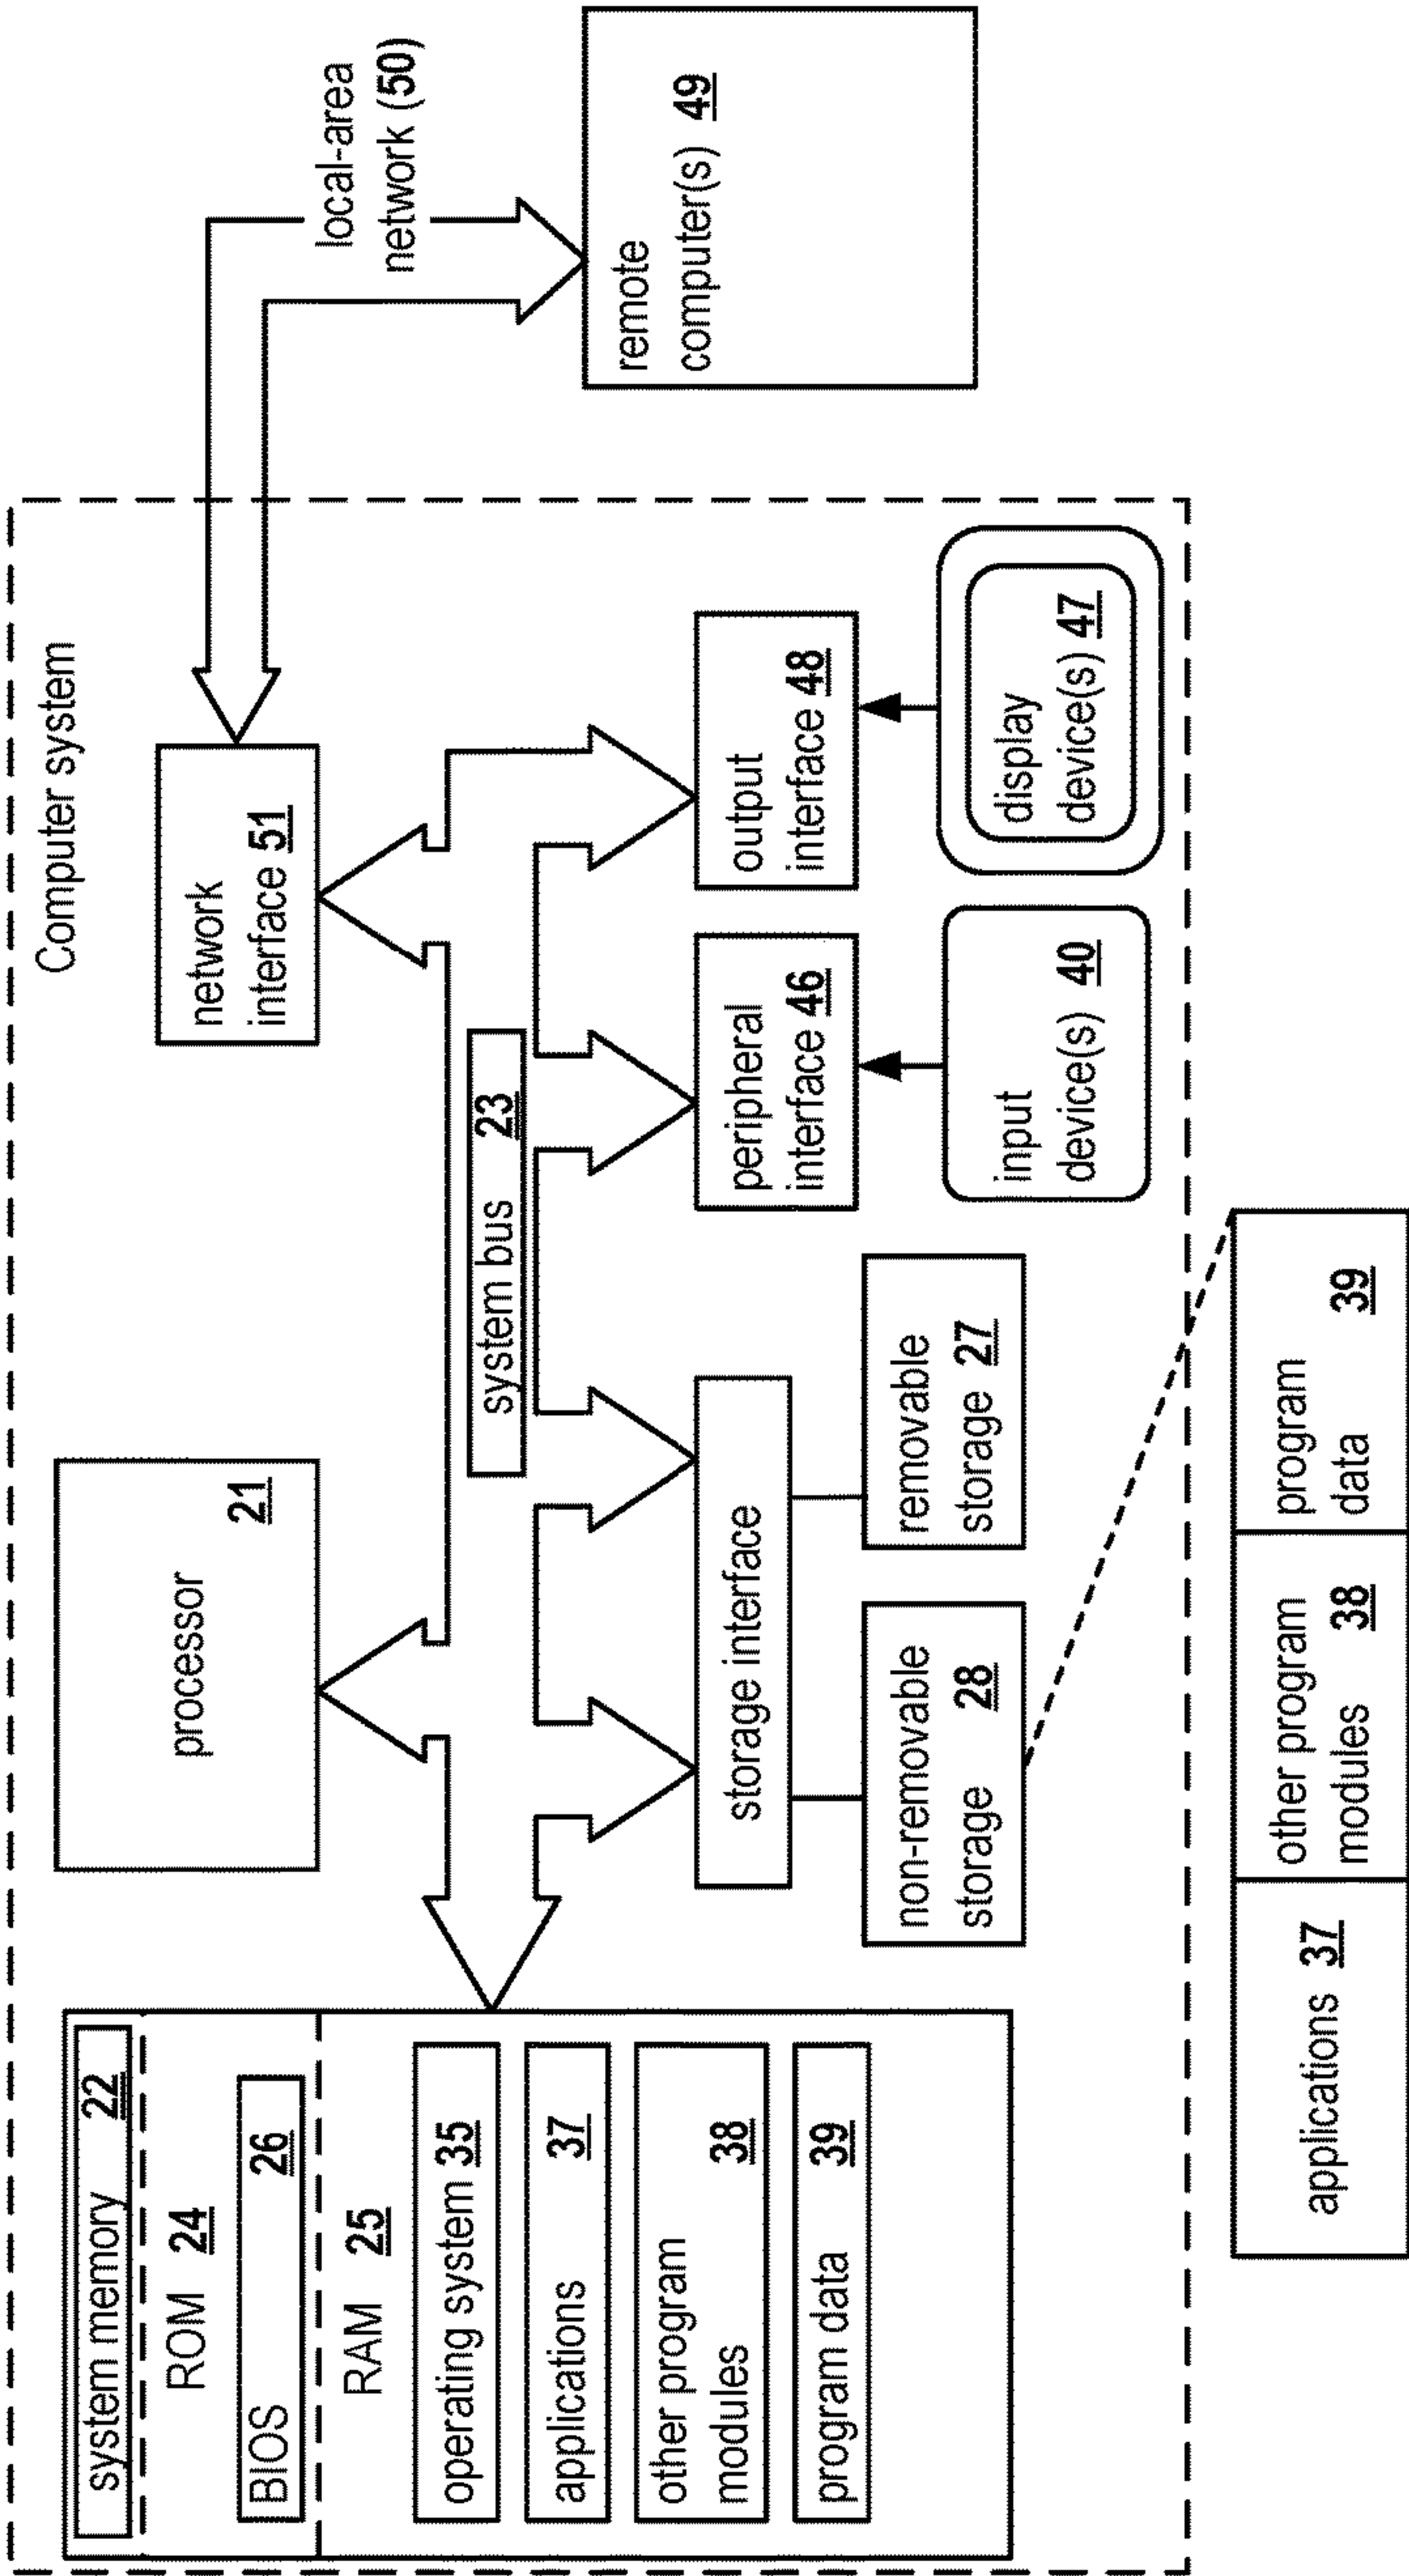 Computer system
system memory 22
ROM 24
BIOS 26
RAM 25
operating system 35
applications 37
other program
modules 38
program data 39
processor
21
network
interface 51
local-area
network (50)
system bus 23
storage interface
peripheral
interface 46
output
interface 48
remote
computer(s) 49
non-removable
storage 28
removable
storage 27
input
device(s) 40
display
device(s) 47
applications 37
other program
modules 38
program
data 39